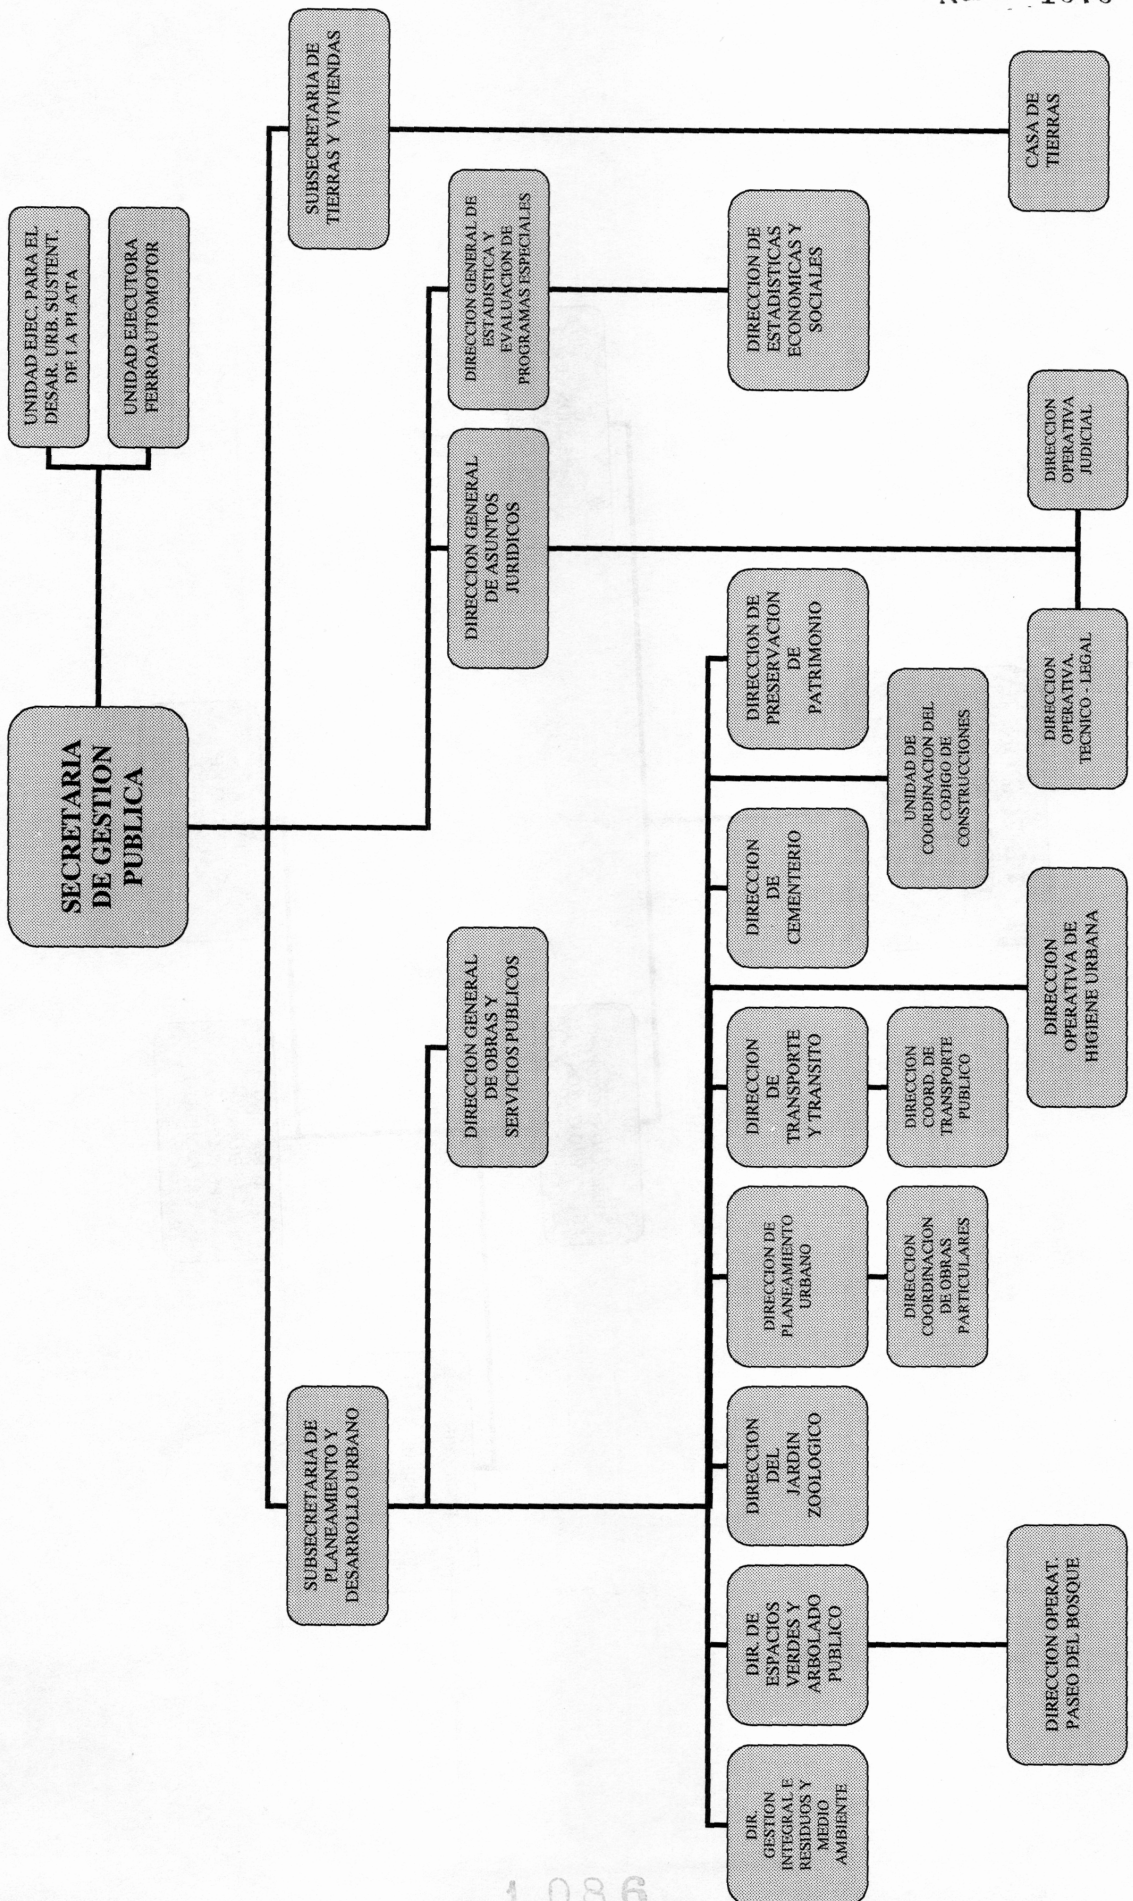 SECRETARIA
DE GESTION
PUBLICA
UNIDAD EJEC. PARA EL
DESAR. URB. SUSTENT.
DE LA PLATA
UNIDAD EJECUTORA
FERROAUTOMOTOR
SUBSECRETARIA DE
PLANEAMIENTO Y
DESARROLLO URBANO
SUBSECRETARIA DE
TIERRAS Y VIVIENDAS
DIRECCION GENERAL
DE OBRAS Y
SERVICIOS PUBLICOS
DIRECCION GENERAL
DE ASUNTOS
JURIDICOS
DIRECCION GENERAL DE
ESTADISTICA Y
EVALUACION DE
PROGRAMAS ESPECIALES
DIR.
GESTION
INTEGRAL E
RESIDUOS Y
MEDIO
AMBIENTE
DIR. DE
ESPACIOS
VERDES Y
ARBOLADO
PUBLICO
DIRECCION
DEL
JARDIN
ZOOLOGICO
DIRECCION DE
PLANEAMIENTO
URBANO
DIRECCION
DE
TRANSPORTE
Y TRANSITO
DIRECCION
DE
CEMENTERIO
DIRECCION DE
PRESERVACION
DE
PATRIMONIO
DIRECCION DE
ESTADISTICAS
ECONOMICAS Y
SOCIALES
DIRECCION
COORDINACION
DE OBRAS
PARTICULARES
DIRECCION
COORD. DE
TRANSPORTE
PUBLICO
UNIDAD DE
COORDINACION DEL
CODIGO DE
CONSTRUCCIONES
DIRECCION OPERAT.
PASEO DEL BOSQUE
DIRECCION
OPERATIVA DE
HIGIENE URBANA
DIRECCION
OPERATIVA.
TECNICO - LEGAL
DIRECCION
OPERATIVA
JUDICIAL
CASA DE
TIERRAS
1086